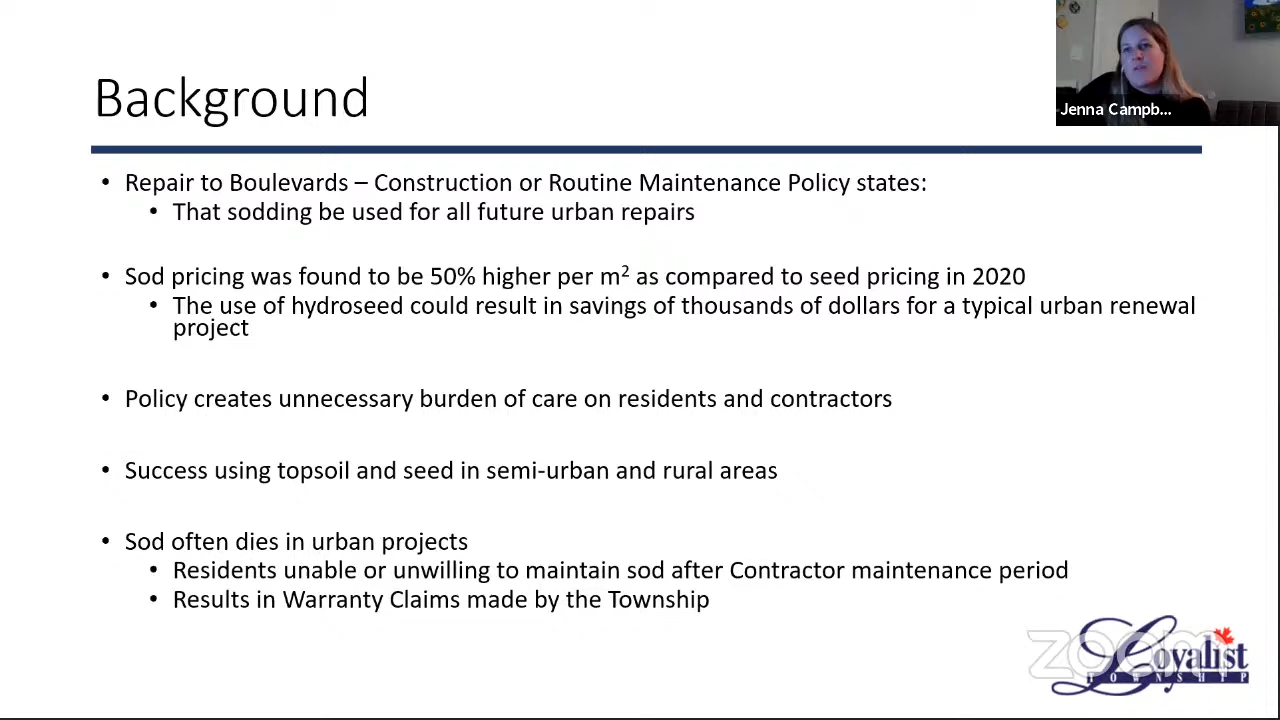 Background
Jenna Campb...
• Repair to Boulevards – Construction or Routine Maintenance Policy states:
• That sodding be used for all future urban repairs
• Sod pricing was found to be 50% higher per m² as compared to seed pricing in 2020
• The use of hydroseed could result in savings of thousands of dollars for a typical urban renewal
project
• Policy creates unnecessary burden of care on residents and contractors
• Success using topsoil and seed in semi-urban and rural areas
• Sod often dies in urban projects
• Residents unable or unwilling to maintain sod after Contractor maintenance period
• Results in Warranty Claims made by the Township
zoom
Loyalist
TOWNSHIP